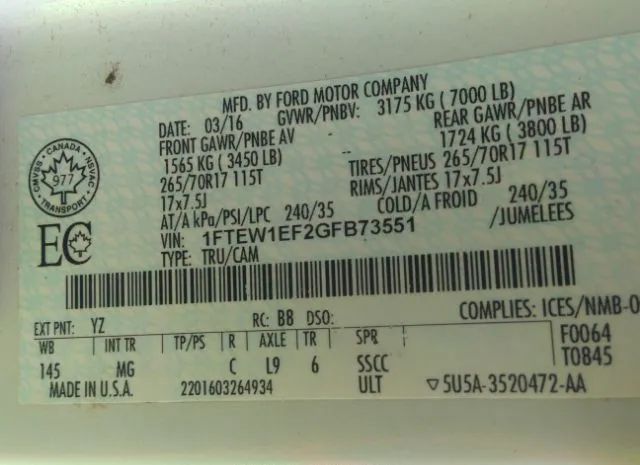 MFD. BY FORD MOTOR COMPANY
DATE: 03/16 GVWR/PNBV: 3175 KG ( 7000 LB)
FRONT GAWR/PNBE AV REAR GAWR/PNBE AR
1565 KG ( 3450 LB) 1724 KG ( 3800 LB)
265/70R17 115T TIRES/PNEUS 265/70R17 115T
17x7.5J RIMS/JANTES 17x7.5J
AT/A kPa/PSI/LPC 240/35 COLD/A FROID 240/35
VIN: 1FTEW1EF2GFB73551 /JUMELEES
TYPE: TRU/CAM
CANADA
CMVSS NSVAC
977
TRANSPORT
EC
COMPLIES: ICES/NMB-0
EXT PNT: YZ RC: B8 DSO:
WB INT TR TP/PS R AXLE TR SPR F0064
145 MG C L9 6 SSCC T0845
MADE IN U.S.A. 2201603264934 ULT ▽5U5A-3520472-AA